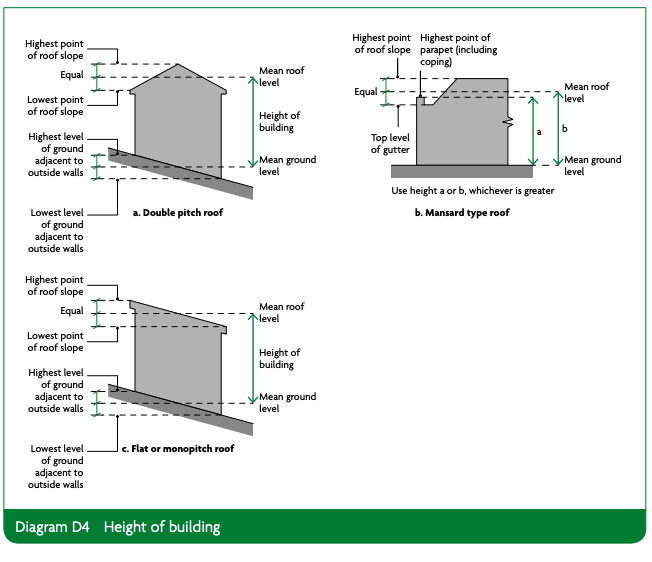 Highest point
of roof slope
Equal
Lowest point
of roof slope
Highest level
of ground
adjacent to
outside walls
Lowest level
of ground
adjacent to
outside walls
Mean roof
level
Height of
building
Mean ground
level
a. Double pitch roof
Highest point
of roof slope
Highest point of
parapet (including
coping)
Equal
Top level
of gutter
Mean roof
level
a
b
Mean ground
level
Use height a or b, whichever is greater
b. Mansard type roof
Highest point
of roof slope
Equal
Lowest point
of roof slope
Highest level
of ground
adjacent to
outside walls
Lowest level
of ground
adjacent to
outside walls
Mean roof
level
Height of
building
Mean ground
level
c. Flat or monopitch roof
Diagram D4 Height of building